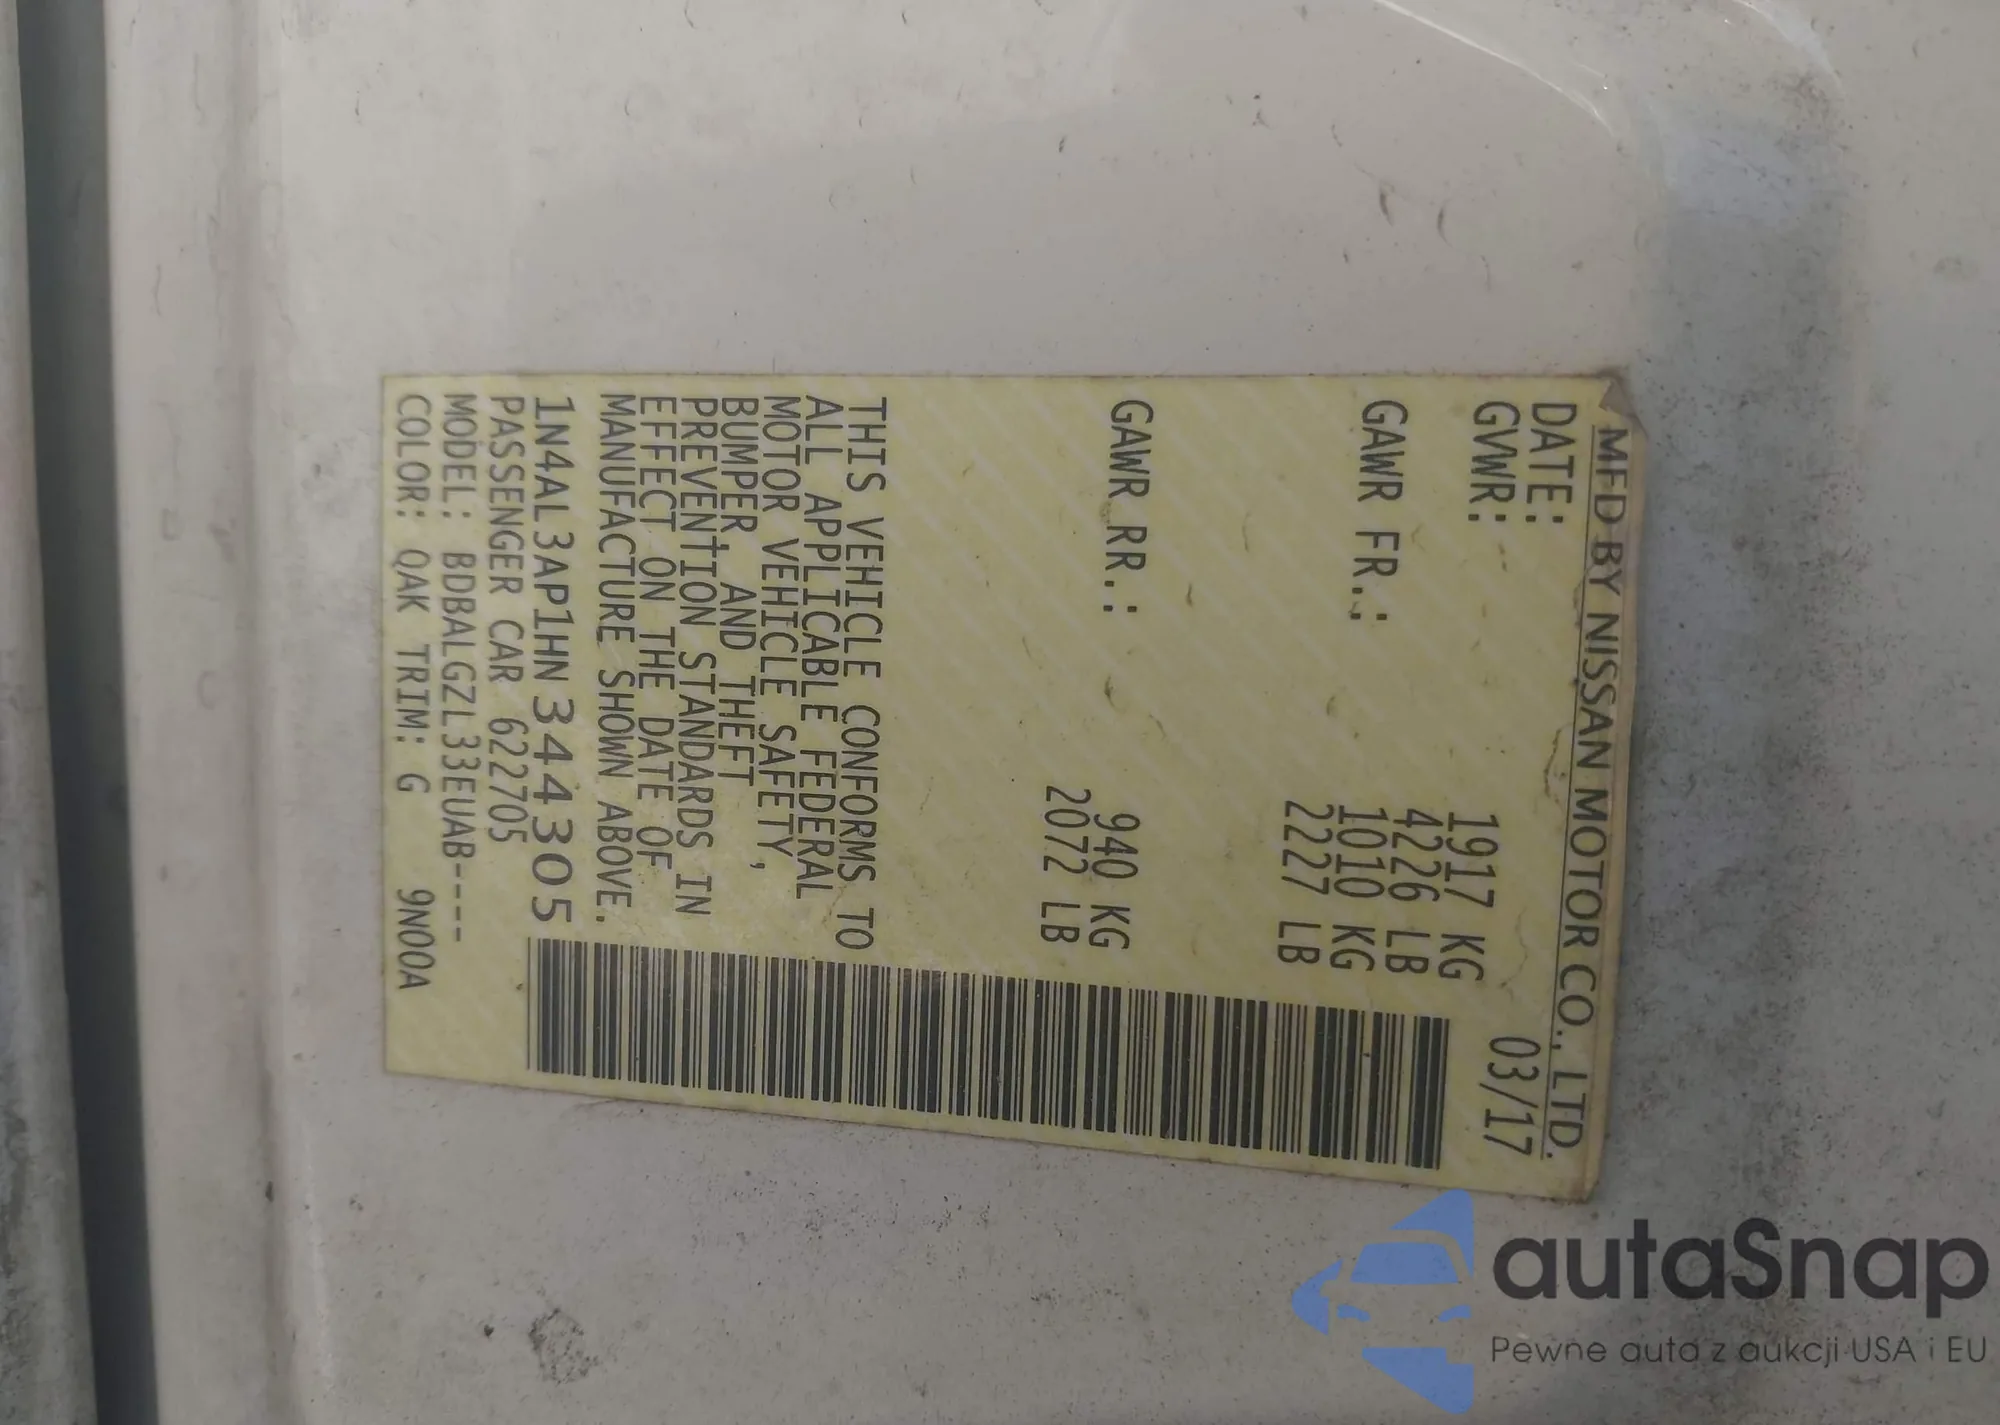 MFD BY NISSAN MOTOR CO., LTD.
DATE: 03/17
GVWR: 1917 KG
4226 LB
GAWR FR.: 1010 KG
2227 LB
GAWR RR.: 940 KG
2072 LB
THIS VEHICLE CONFORMS TO
ALL APPLICABLE FEDERAL
MOTOR VEHICLE SAFETY,
BUMPER, AND THEFT
PREVENTION STANDARDS IN
EFFECT ON THE DATE OF
MANUFACTURE SHOWN ABOVE.
1N4AL3AP1HN344305
PASSENGER CAR 622705
MODEL: BDBALGZL33EUAB----
COLOR: QAK TRIM: G 9N00A
autaSnap
Pewne auta z aukcji USA i EU